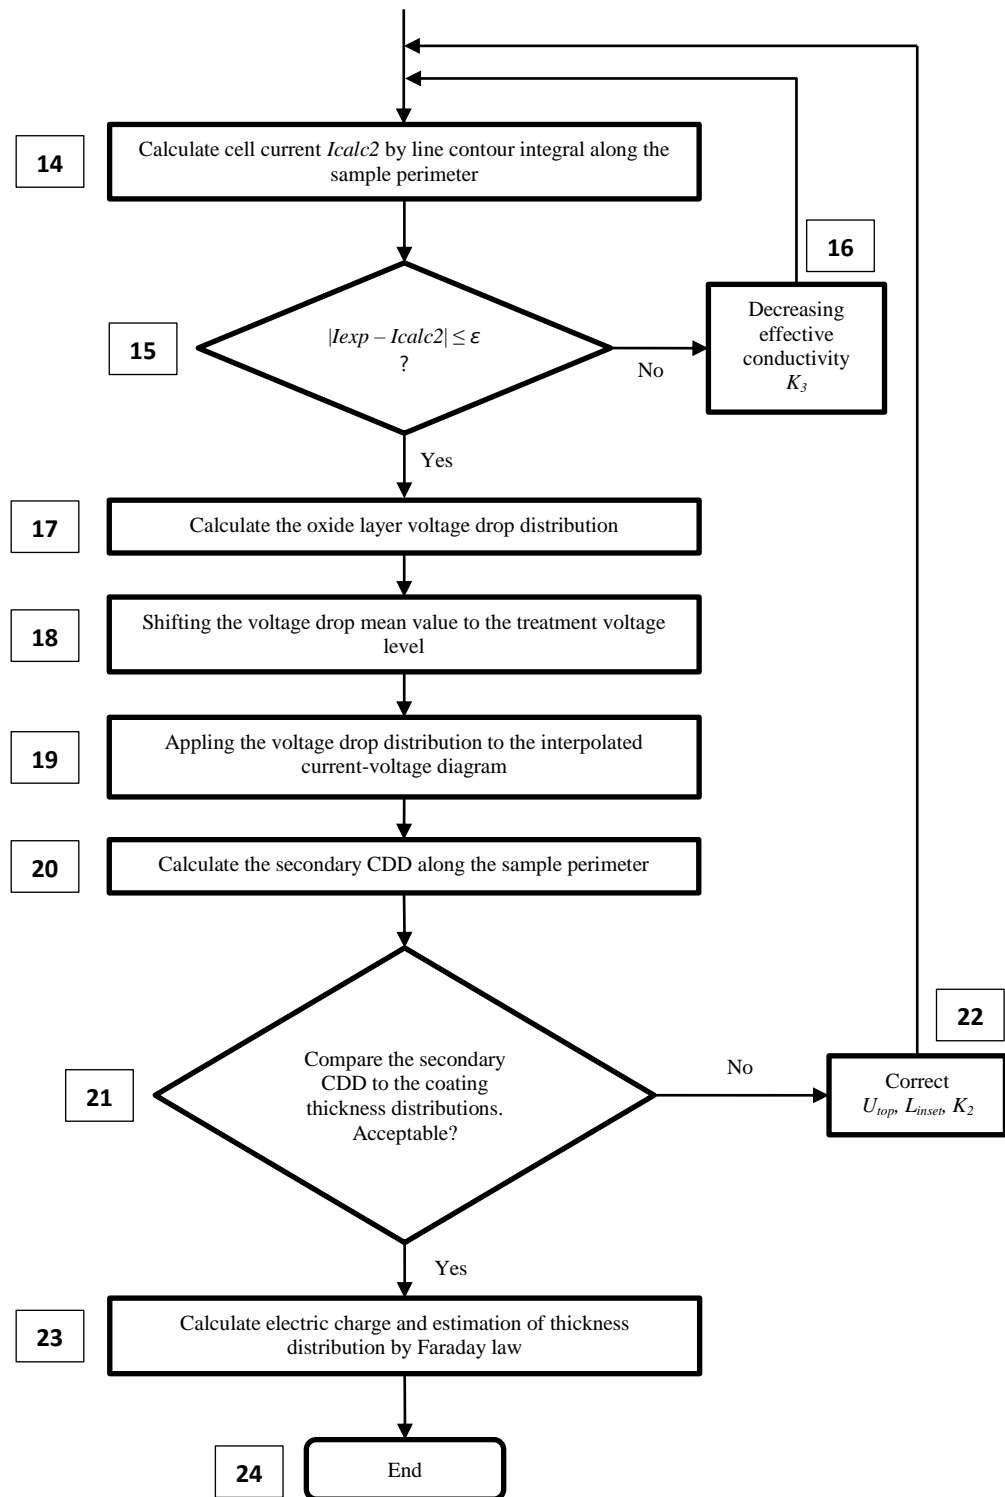 14
Calculate cell current Icalc2 by line contour integral along the
sample perimeter
16
Decreasing
effective
conductivity
K3
15
|Iexp – Icalc2| ≤ ε
?
No
Yes
17
Calculate the oxide layer voltage drop distribution
18
Shifting the voltage drop mean value to the treatment voltage
level
19
Appling the voltage drop distribution to the interpolated
current-voltage diagram
20
Calculate the secondary CDD along the sample perimeter
21
Compare the secondary
CDD to the coating
thickness distributions.
Acceptable?
No
22
Correct
Utop, Linset, K2
Yes
23
Calculate electric charge and estimation of thickness
distribution by Faraday law
24
End